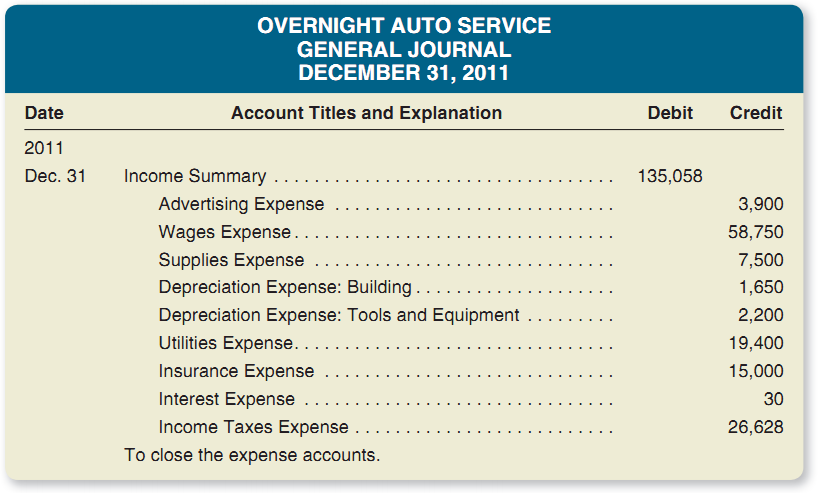 OVERNIGHT AUTO SERVICE
GENERAL JOURNAL
DECEMBER 31, 2011
Date Account Titles and Explanation Debit Credit
2011
Dec. 31 Income Summary . . . . . . . . . . . . . . . . . . . . . . . . . . . . . . . . . . . 135,058
Advertising Expense . . . . . . . . . . . . . . . . . . . . . . . . . . . . . 3,900
Wages Expense . . . . . . . . . . . . . . . . . . . . . . . . . . . . . . . . . 58,750
Supplies Expense . . . . . . . . . . . . . . . . . . . . . . . . . . . . . . . 7,500
Depreciation Expense: Building . . . . . . . . . . . . . . . . . . . . . 1,650
Depreciation Expense: Tools and Equipment . . . . . . . . . 2,200
Utilities Expense. . . . . . . . . . . . . . . . . . . . . . . . . . . . . . . . . 19,400
Insurance Expense . . . . . . . . . . . . . . . . . . . . . . . . . . . . . . 15,000
Interest Expense . . . . . . . . . . . . . . . . . . . . . . . . . . . . . . . . 30
Income Taxes Expense . . . . . . . . . . . . . . . . . . . . . . . . . . . 26,628
To close the expense accounts.